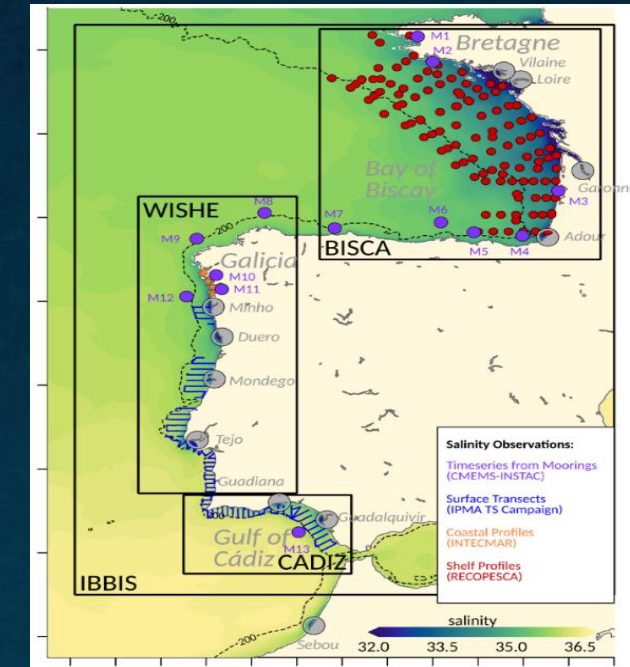 200
M1
Bretagne
M2
Vilaine
Loire
Bay of
Biscay
Garonne
M3
WISHE
M8
200
M7
M6
M9
BISCA
M5
M4
Adour
Galicia
M10
M11
M12
Minho
Duero
Mondego
Tejo
Guadiana
200
Guadalquivir
Gulf of
Cádiz
M13
CADIZ
IBBIS
200
Sebou
Salinity Observations:
Timeseries from Moorings
(CMEMS-INSTAC)
Surface Transects
(IPMA TS Campaign)
Coastal Profiles
(INTECMAR)
Shelf Profiles
(RECOPESCA)
salinity
32.0 33.5 35.0 36.5